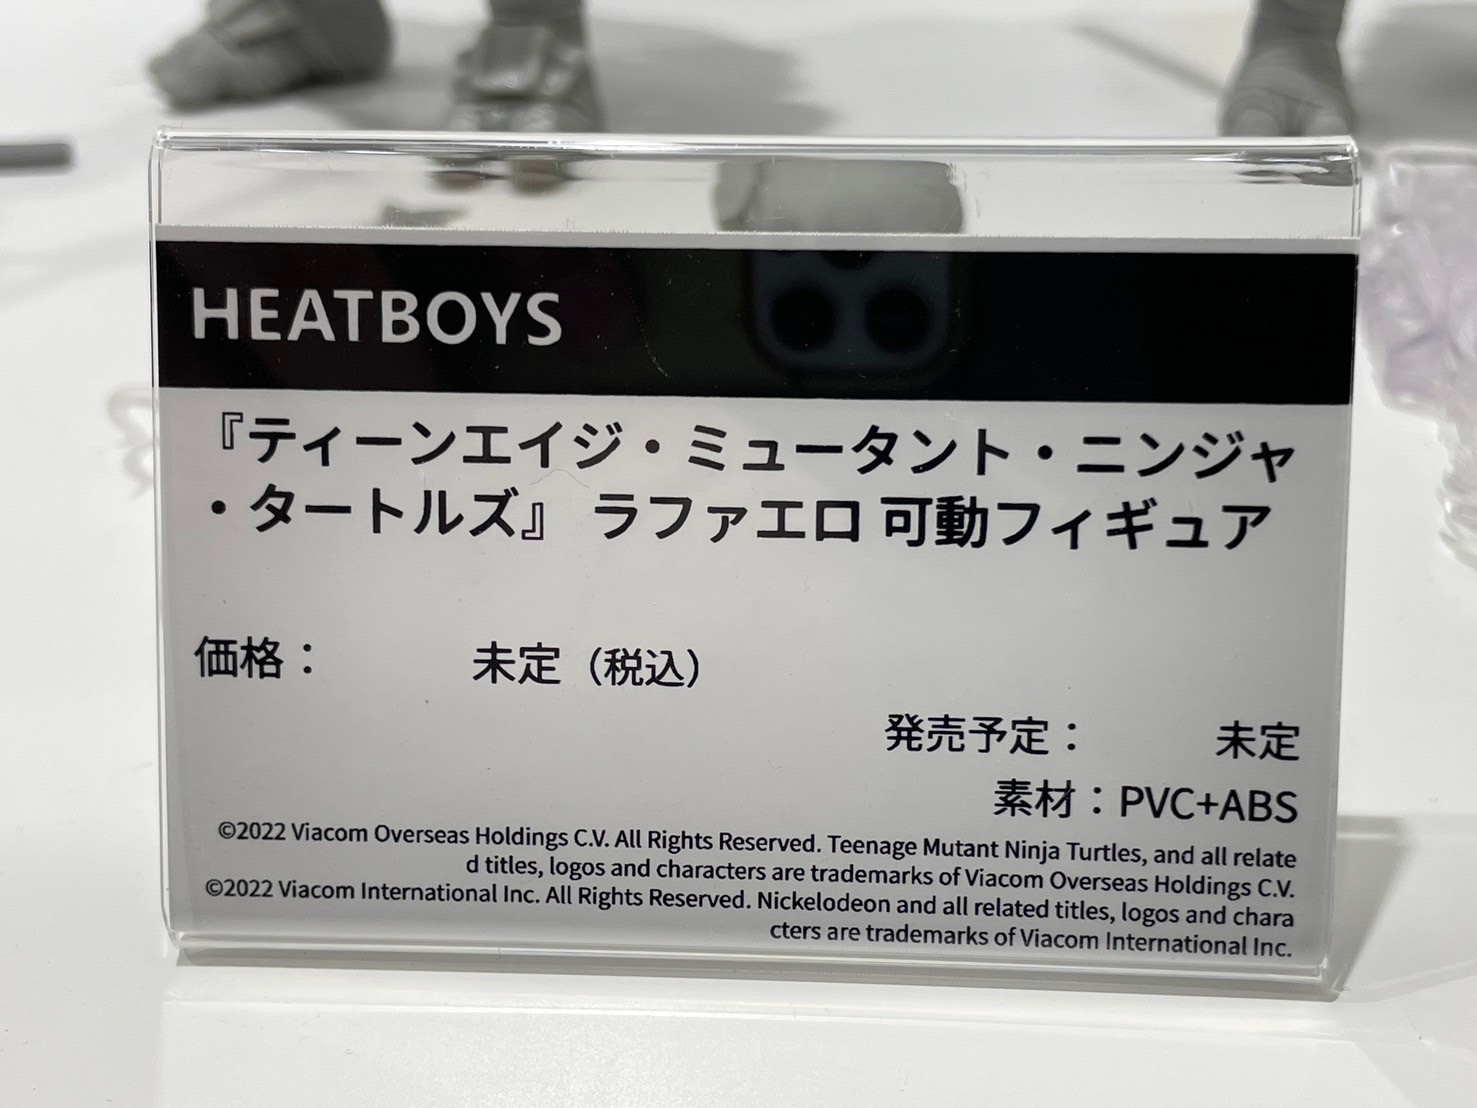 HEATBOYS
『ティーンエイジ・ミュータント・ニンジャ
・タートルズ』 ラファエロ 可動フィギュア
価格： 未定（税込）
発売予定： 未定
素材：PVC+ABS
©2022 Viacom Overseas Holdings C.V. All Rights Reserved. Teenage Mutant Ninja Turtles, and all relate
d titles, logos and characters are trademarks of Viacom Overseas Holdings C.V.
©2022 Viacom International Inc. All Rights Reserved. Nickelodeon and all related titles, logos and chara
cters are trademarks of Viacom International Inc.